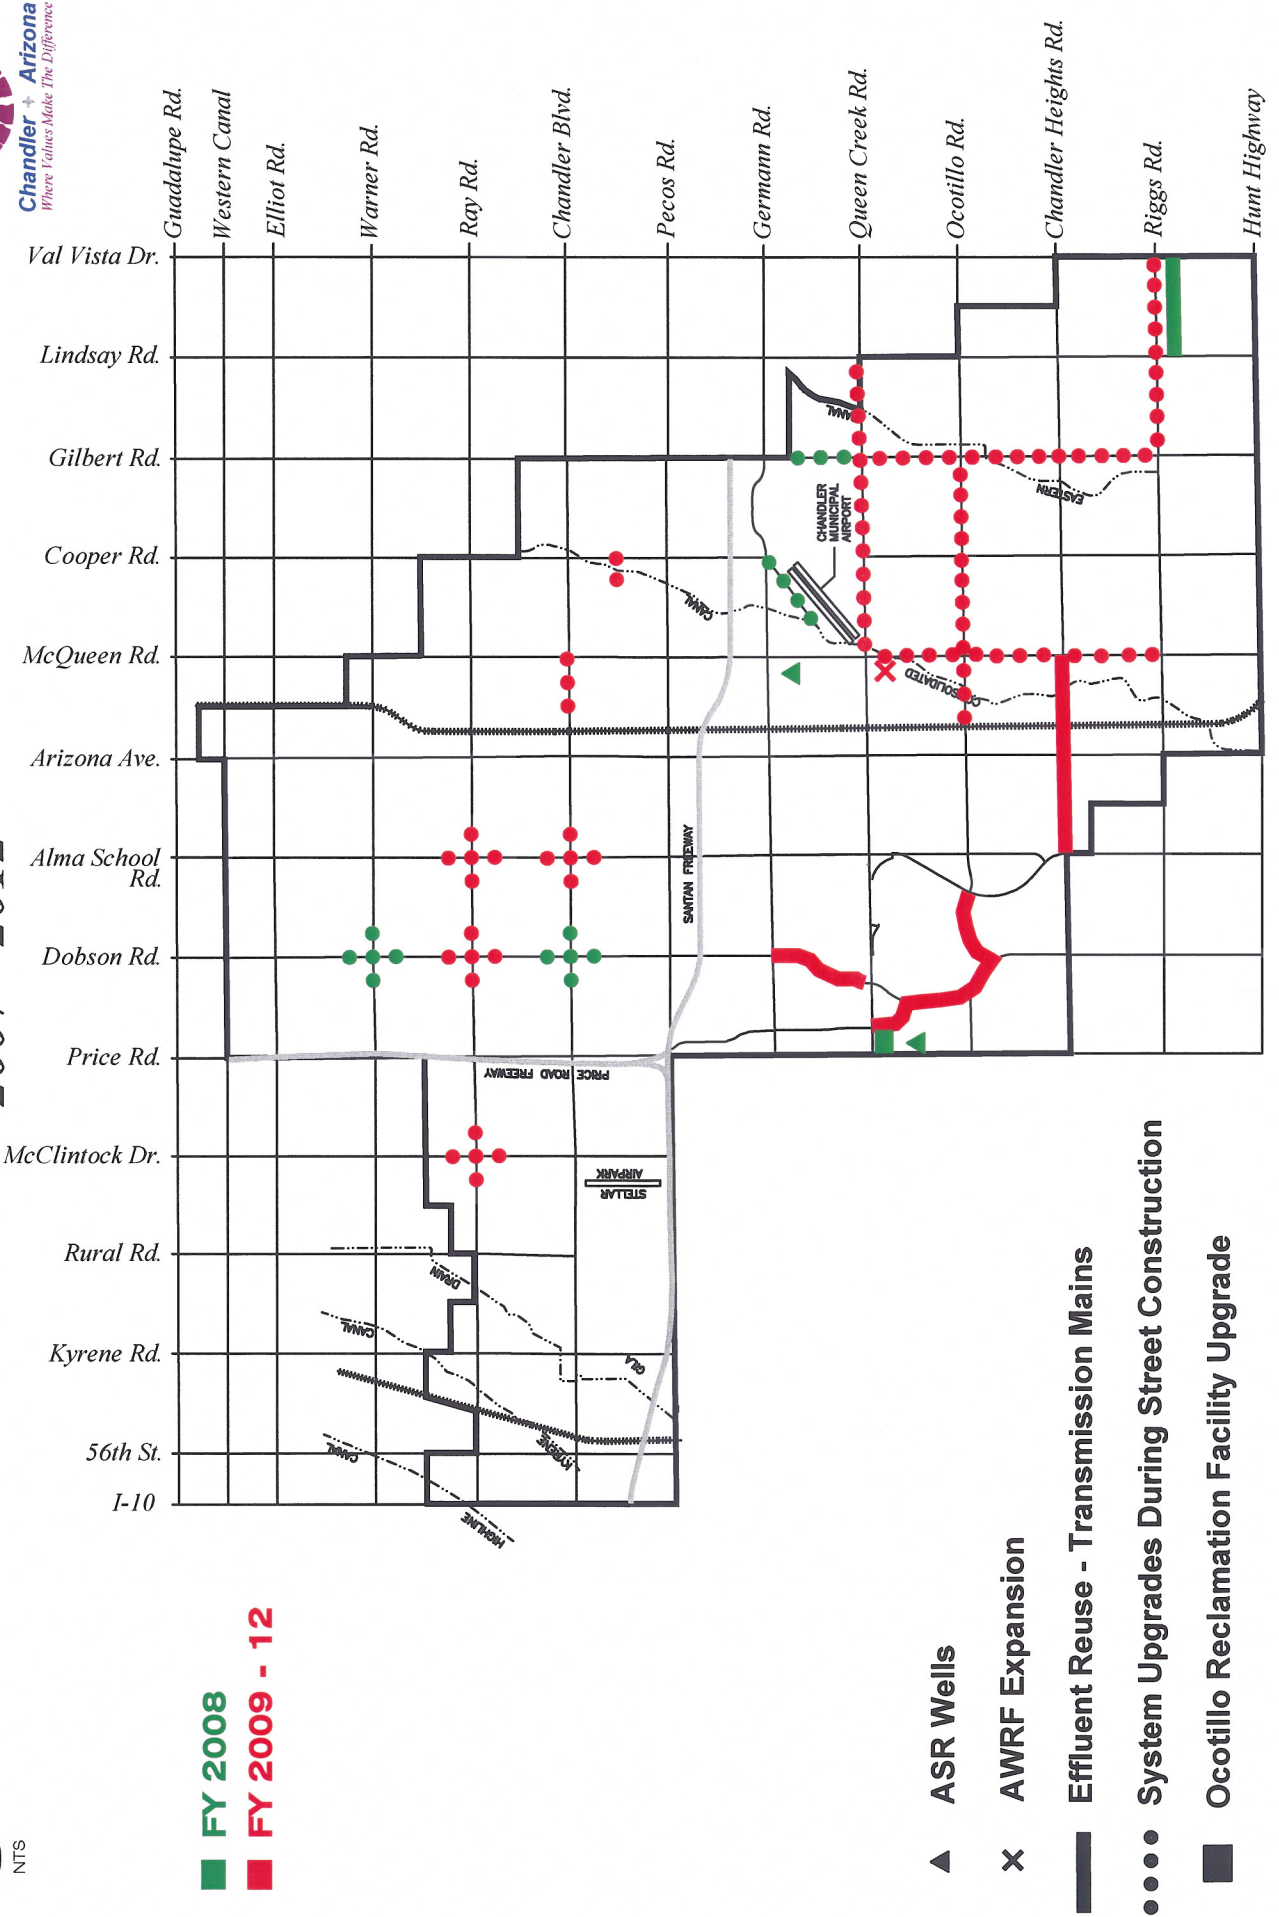 Chandler + Arizona
Where Values Make The Difference
Guadalupe Rd.
Western Canal
Elliot Rd.
Warner Rd.
Ray Rd.
Chandler Blvd.
Pecos Rd.
Germann Rd.
Queen Creek Rd.
Ocotillo Rd.
Chandler Heights Rd.
Riggs Rd.
Hunt Highway
Val Vista Dr.
Lindsay Rd.
Gilbert Rd.
Cooper Rd.
McQueen Rd.
Arizona Ave.
Alma School
Rd.
Dobson Rd.
Price Rd.
McClintock Dr.
Rural Rd.
Kyrene Rd.
56th St.
I-10
CANAL
EASTERN
CHANDLER
MUNICIPAL
AIRPORT
CANAL
CONSOLIDATED
SANTAN FREEWAY
PRICE ROAD FREEWAY
STELLAR
AIRPARK
DRAIN
GILA
CANAL
KYRENE
CANAL
HIGHLINE
NTS
FY 2008
FY 2009 - 12
ASR Wells
AWRF Expansion
Effluent Reuse - Transmission Mains
System Upgrades During Street Construction
Ocotillo Reclamation Facility Upgrade